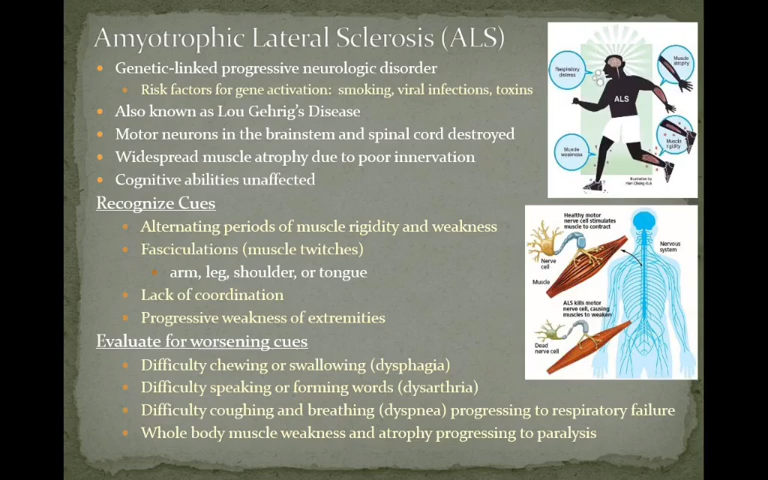 Amyotrophic Lateral Sclerosis (ALS)
Genetic-linked progressive neurologic disorder
Risk factors for gene activation: smoking, viral infections, toxins
Also known as Lou Gehrig's Disease
Motor neurons in the brainstem and spinal cord destroyed
Widespread muscle atrophy due to poor innervation
Cognitive abilities unaffected
Recognize Cues
Alternating periods of muscle rigidity and weakness
Fasciculations (muscle twitches)
arm, leg, shoulder, or tongue
Lack of coordination
Progressive weakness of extremities
Evaluate for worsening cues
Difficulty chewing or swallowing (dysphagia)
Difficulty speaking or forming words (dysarthria)
Difficulty coughing and breathing (dyspnea) progressing to respiratory failure
Whole body muscle weakness and atrophy progressing to paralysis
Respiratory
distress
Muscle
atrophy
ALS
Muscle
weakness
Muscle
rigidity
Illustration by
Healthy motor
nerve cell stimulates
muscle to contract
Nerve
cell
Nervous
system
Muscle
ALS kills motor
nerve cell, causing
muscles to weaken
Dead
nerve cell